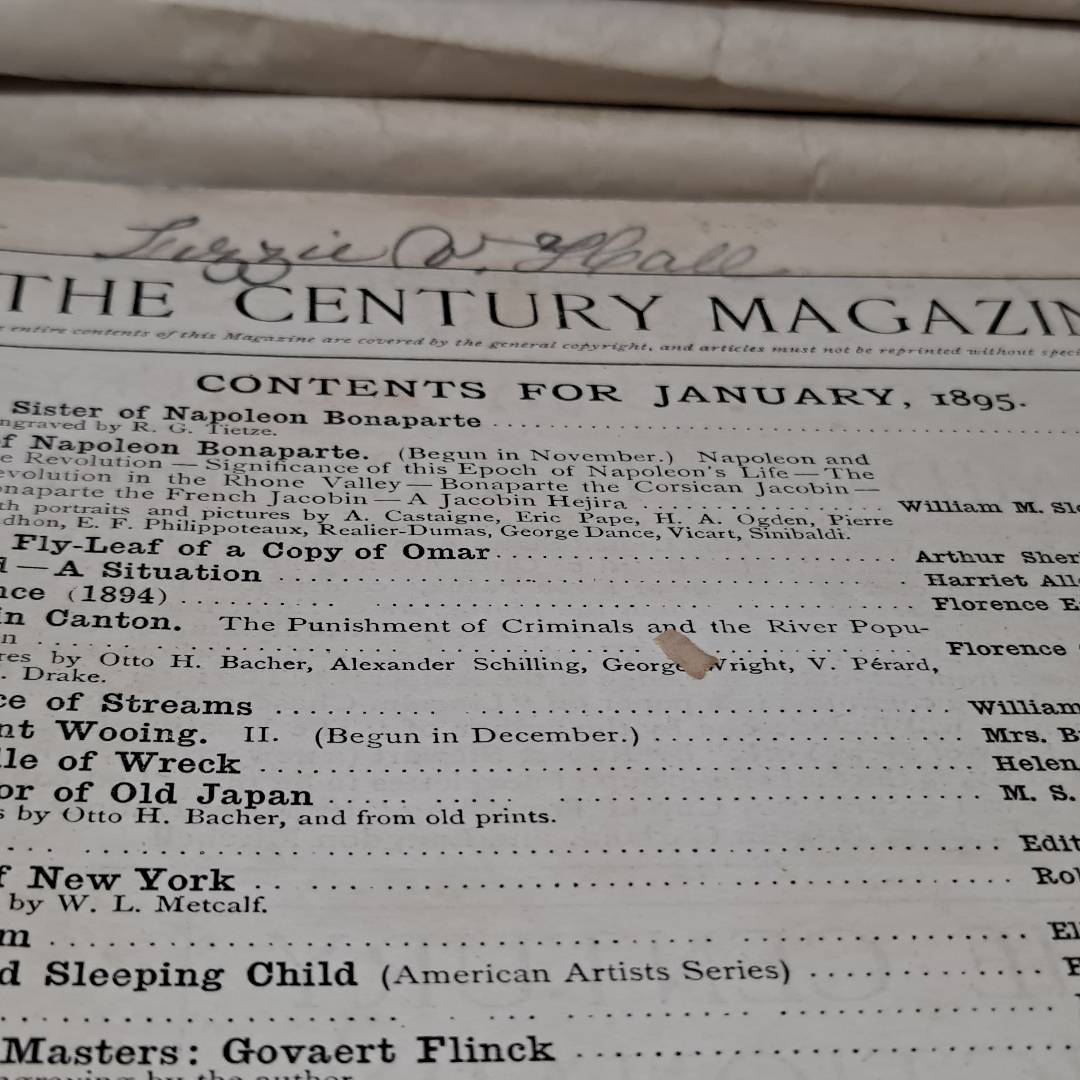 Lizzie V. Hall
THE CENTURY MAGAZIN
entire contents of this Magazine are covered by the general copyright, and articles must not be reprinted without speci
CONTENTS FOR JANUARY, 1895.
Sister of Napoleon Bonaparte
ngraved by R. G. Tietze.
f Napoleon Bonaparte. (Begun in November.) Napoleon and
e Revolution — Significance of this Epoch of Napoleon's Life — The
evolution in the Rhone Valley — Bonaparte the Corsican Jacobin —
onaparte the French Jacobin — A Jacobin Hejira William M. Slo
th portraits and pictures by A. Castaigne, Eric Pape, H. A. Ogden, Pierre
dhon, E. F. Philippoteaux, Realier-Dumas, George Dance, Vicart, Sinibaldi.
Fly-Leaf of a Copy of Omar Arthur Sher
d — A Situation Harriet All
nce (1894) Florence E
in Canton. The Punishment of Criminals and the River Popu-
n Florence
res by Otto H. Bacher, Alexander Schilling, George Wright, V. Pérard,
. Drake.
ce of Streams William
nt Wooing. II. (Begun in December.) Mrs. B
lle of Wreck Helen
or of Old Japan M. S.
s by Otto H. Bacher, and from old prints.
Edit
f New York Rob
by W. L. Metcalf.
m El
d Sleeping Child (American Artists Series)
Masters: Govaert Flinck
ngraving by the author.